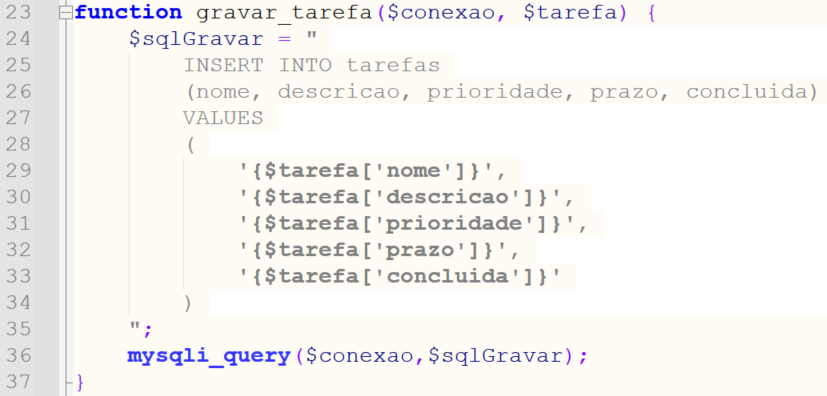 23 function gravar_tarefa($conexao, $tarefa) {
24 $sqlGravar = "
25 INSERT INTO tarefas
26 (nome, descricao, prioridade, prazo, concluida)
27 VALUES
28 (
29 '{$tarefa['nome']}',
30 '{$tarefa['descricao']}',
31 '{$tarefa['prioridade']}',
32 '{$tarefa['prazo']}',
33 '{$tarefa['concluida']}'
34 )
35 ";
36 mysqli_query($conexao,$sqlGravar);
37 }